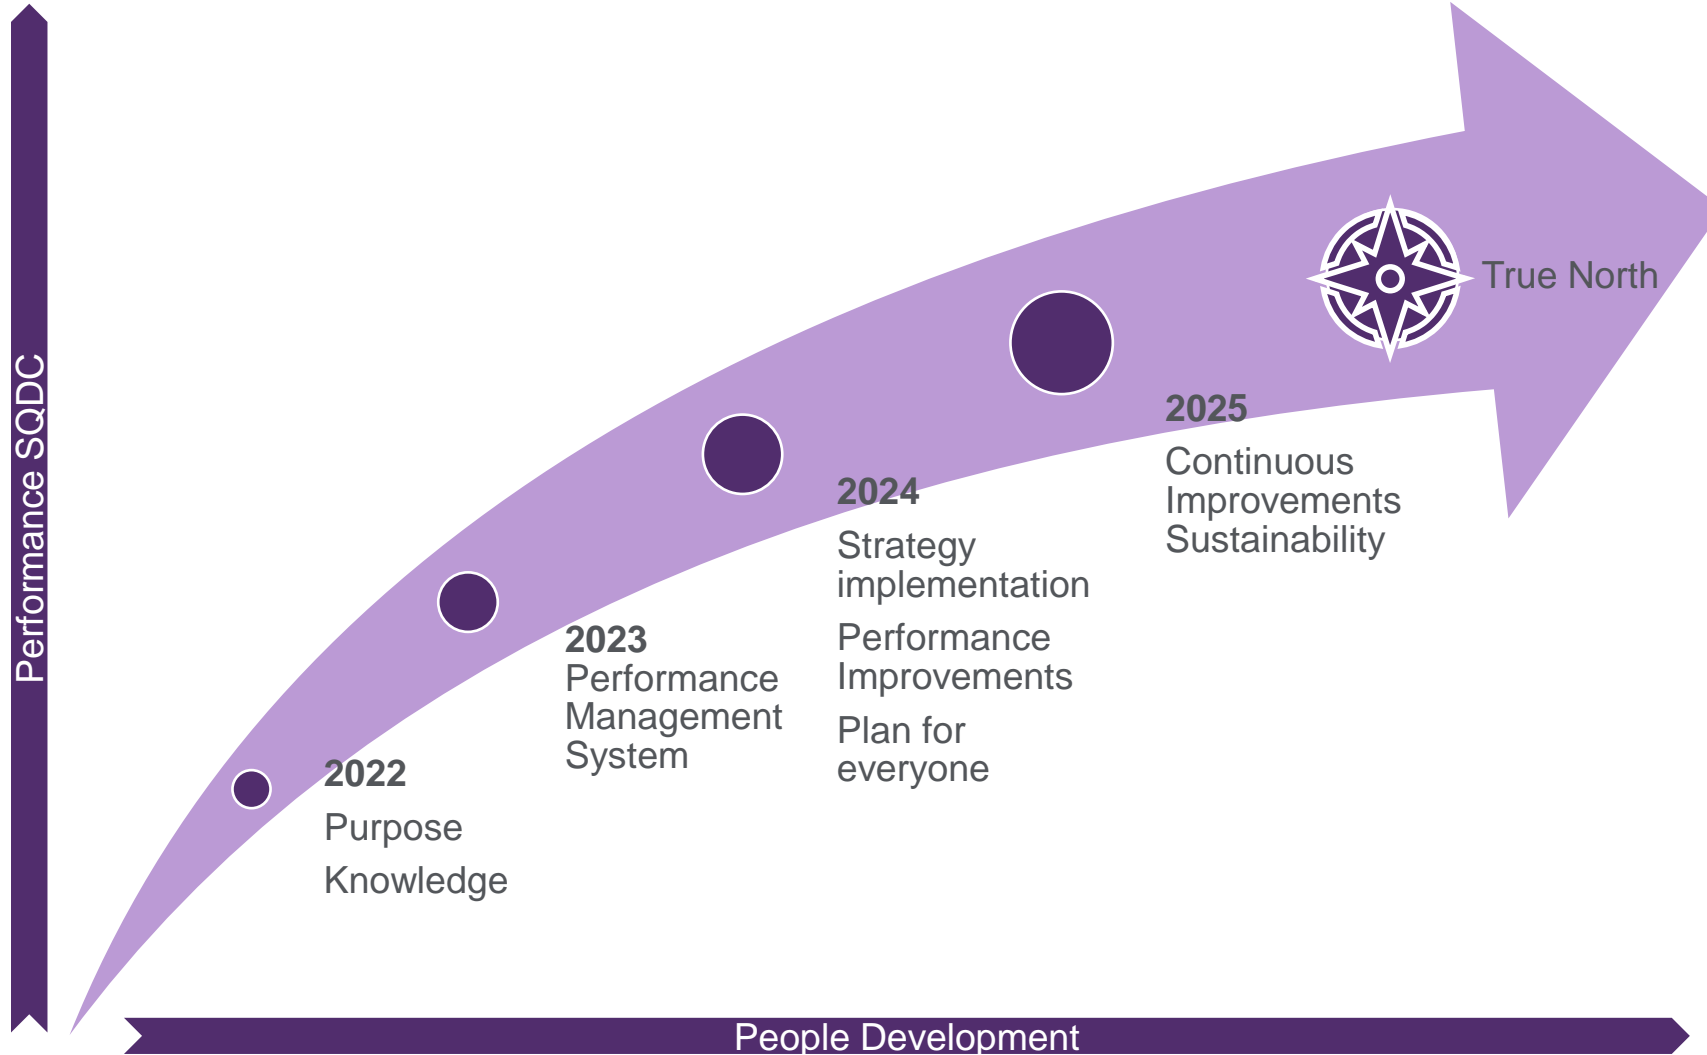 Performance SQDC
True North
2025
Continuous
Improvements
Sustainability
2024
Strategy
implementation
Performance
Improvements
Plan for
everyone
2023
Performance
Management
System
2022
Purpose
Knowledge
People Development